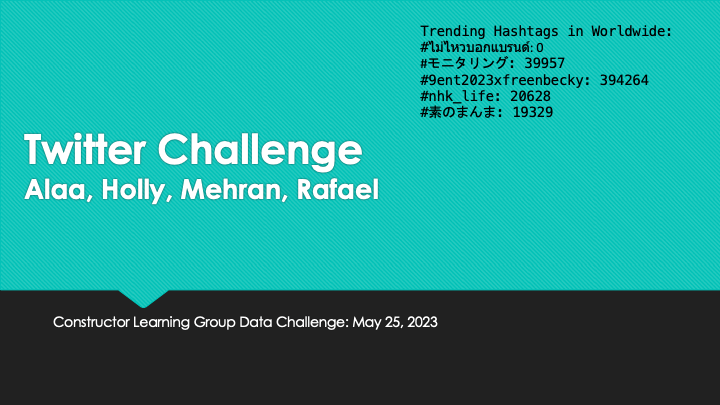 Trending Hashtags in Worldwide:
#ไม่ไหวบอกแบรนด์: 0
#モニタリング: 39957
#9ent2023xfreenbecky: 394264
#nhk_life: 20628
#素のまんま: 19329
Twitter Challenge
Alaa, Holly, Mehran, Rafael
Constructor Learning Group Data Challenge: May 25, 2023